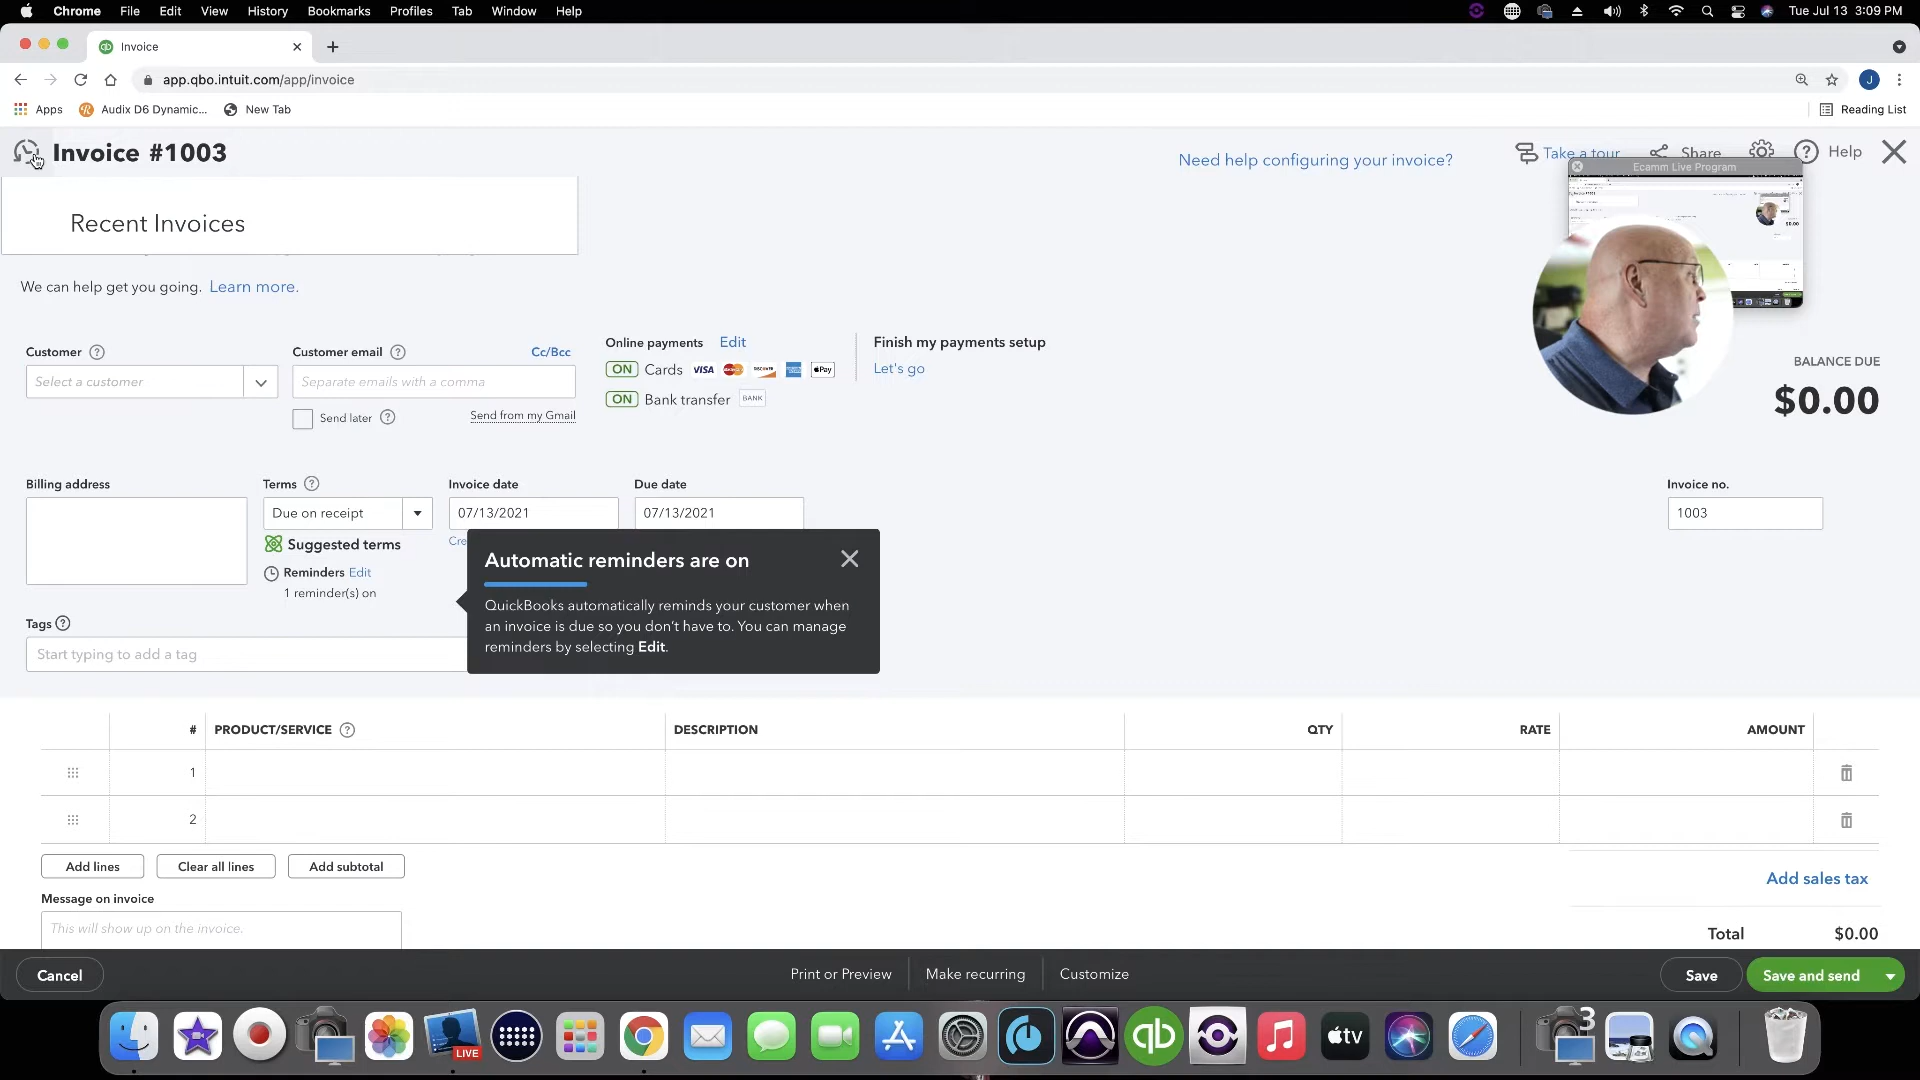 Chrome File Edit View History Bookmarks Profiles Tab Window Help Tue Jul 13 3:09 PM
Invoice
app.qbo.intuit.com/app/invoice
J
Apps Audix D6 Dynamic... New Tab Reading List
Invoice #1003
Need help configuring your invoice?
Take a tour Share Help
Ecamm Live Program
Recent Invoices
We can help get you going. Learn more.
Customer
Customer email Cc/Bcc
Select a customer
Separate emails with a comma
Send later Send from my Gmail
Online payments Edit
ON Cards VISA Pay
ON Bank transfer BANK
Finish my payments setup
Let's go
$0.00
BALANCE DUE
$0.00
Billing address
Terms
Due on receipt
Suggested terms
Reminders Edit
1 reminder(s) on
Invoice date
07/13/2021
Cre
Due date
07/13/2021
Invoice no.
1003
Automatic reminders are on
QuickBooks automatically reminds your customer when
an invoice is due so you don't have to. You can manage
reminders by selecting Edit.
Tags
Start typing to add a tag
# PRODUCT/SERVICE DESCRIPTION QTY RATE AMOUNT
1
2
Add lines Clear all lines Add subtotal
Add sales tax
Message on invoice
This will show up on the invoice.
Total $0.00
Cancel Print or Preview Make recurring Customize Save Save and send
LIVE
qb
tv
3